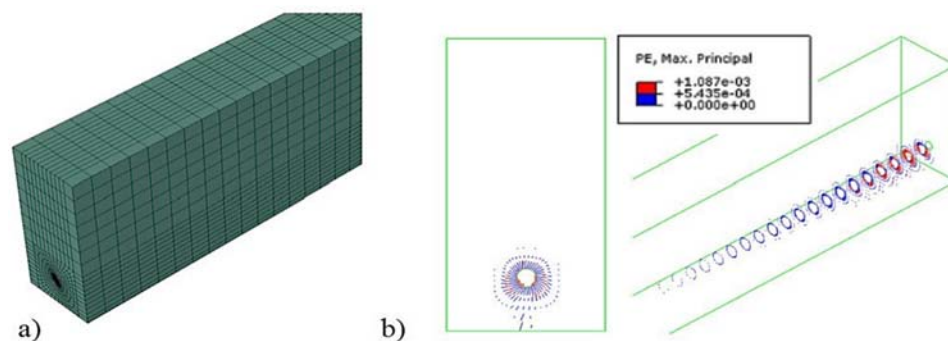 PE, Max. Principal
+1.087e-03
+5.435e-04
+0.000e+00
a)
b)